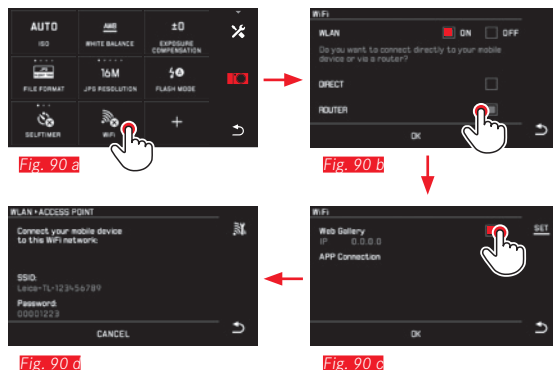 AUTO
ISO
AWB
WHITE BALANCE
±0
EXPOSURE
COMPENSATION
FILE FORMAT
16M
JPG RESOLUTION
FLASH MODE
SELFTIMER
WIFI
+
Fig. 90 a
WiFi
WLAN ON OFF
Do you want to connect directly to your mobile
device or via a router?
DIRECT
ROUTER
OK
Fig. 90 b
WLAN • ACCESS POINT
Connect your mobile device
to this WiFi network:
SSID:
Leica-TL-123456789
Password:
00001223
CANCEL
Fig. 90 d
WiFi
Web Gallery
IP 0.0.0.0
SET
APP Connection
OK
Fig. 90 c